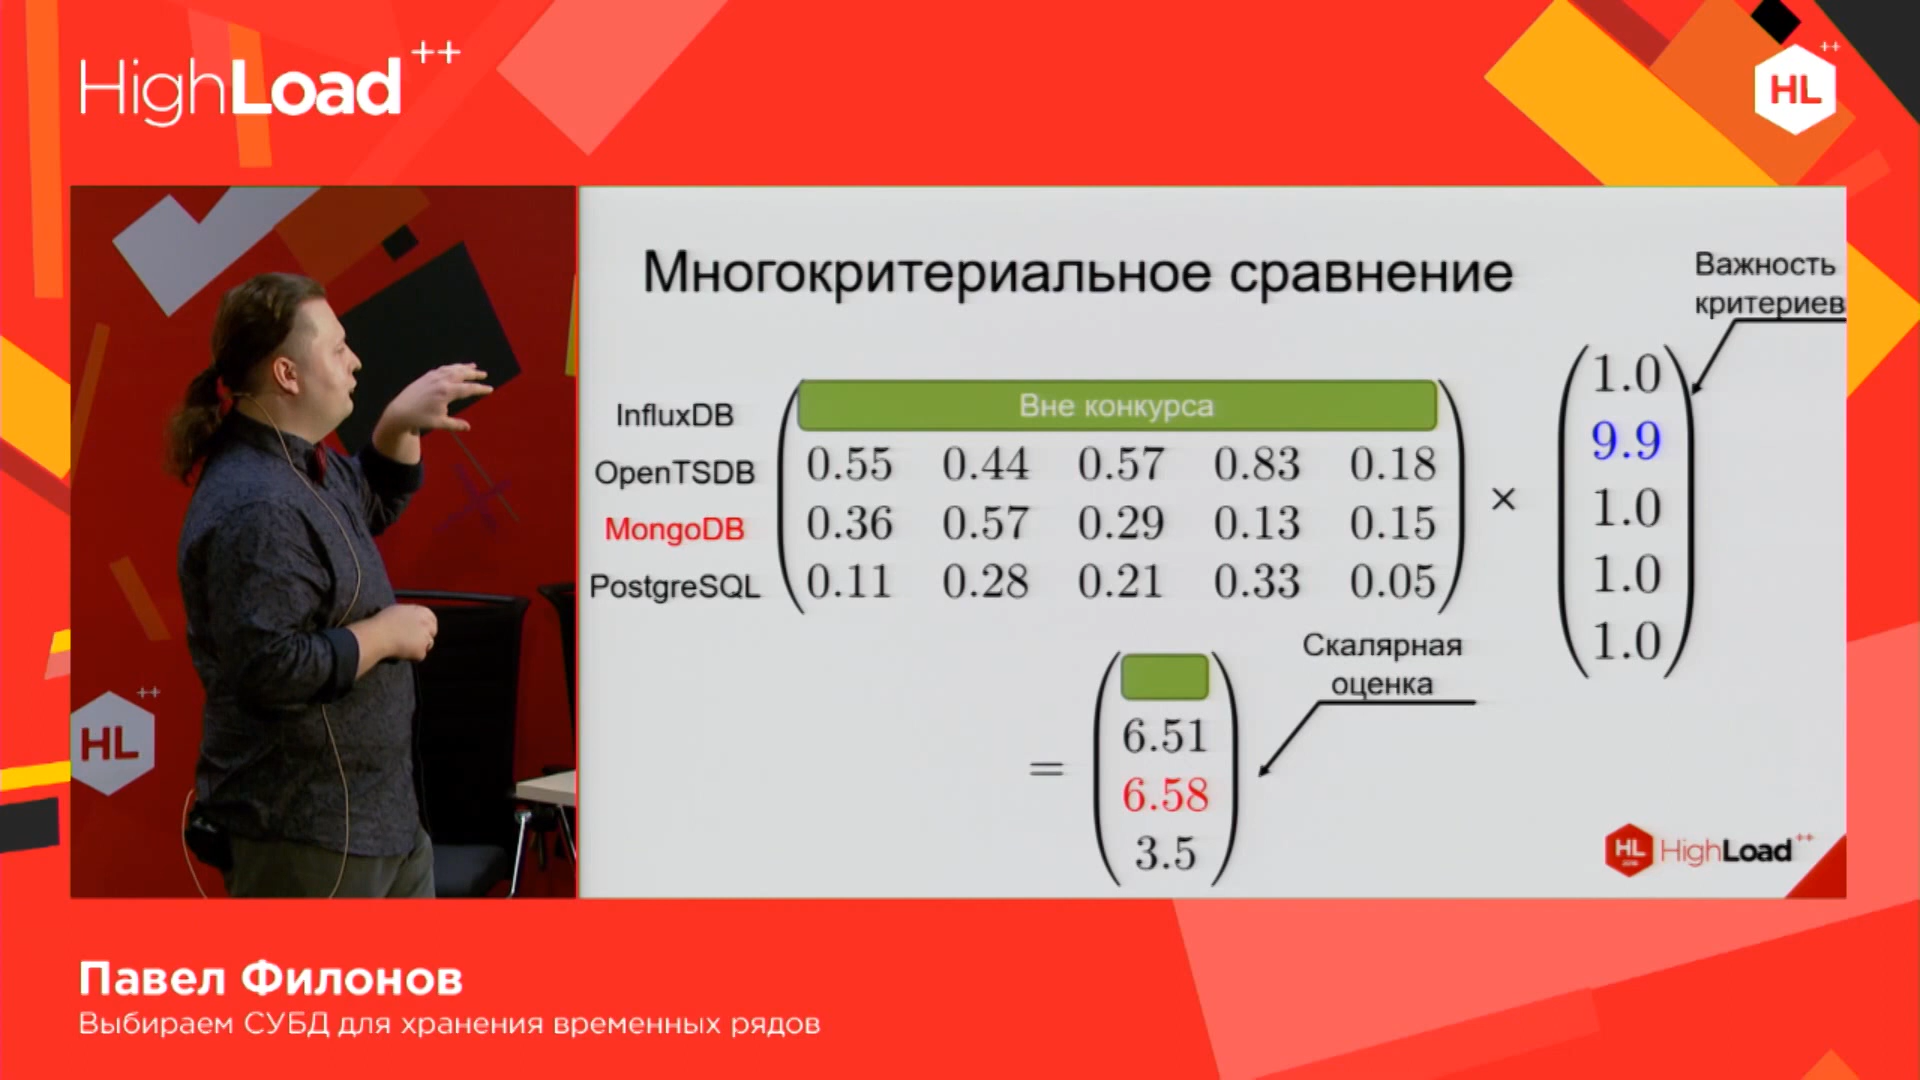 HighLoad++
HL++
Многокритериальное сравнение
Важность
критериев
InfluxDB
Вне конкурса
OpenTSDB 0.55 0.44 0.57 0.83 0.18
MongoDB 0.36 0.57 0.29 0.13 0.15
PostgreSQL 0.11 0.28 0.21 0.33 0.05
×
1.0
9.9
1.0
1.0
1.0
Скалярная
оценка
=
6.51
6.58
3.5
HL++
HL HighLoad++
Павел Филонов
Выбираем СУБД для хранения временных рядов